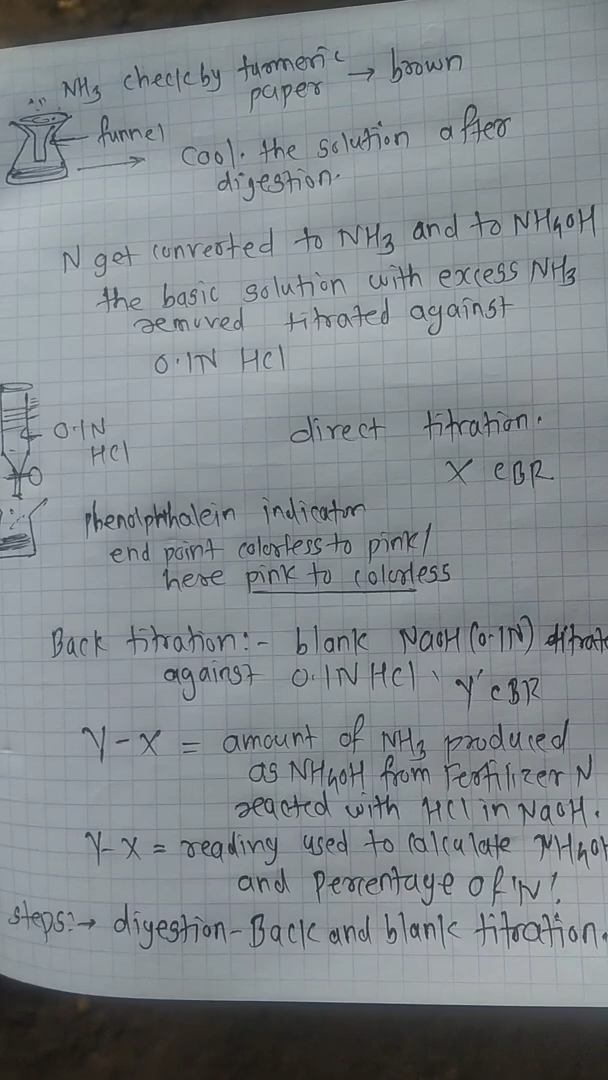 NH3 check by turmeric
paper → brown
funnel
→ cool. the solution after
digestion.
N get converted to NH3 and to NH4OH
the basic solution with excess NH3
removed titrated against
0.1N HCl
0.1N
HCl
direct titration.
X CBR
phenolphthalein indicator
end point colorless to pink/
here pink to colorless
Back titration:- blank NaOH (0.1N) titrate
against 0.1N HCl 'Y' CBR
Y-X = amount of NH3 produced
as NH4OH from Fertilizer N
reacted with HCl in NaOH.
Y-X = reading used to calculate NH4OH
and percentage of 'N'.
steps:→ digestion - Back and blank titration.